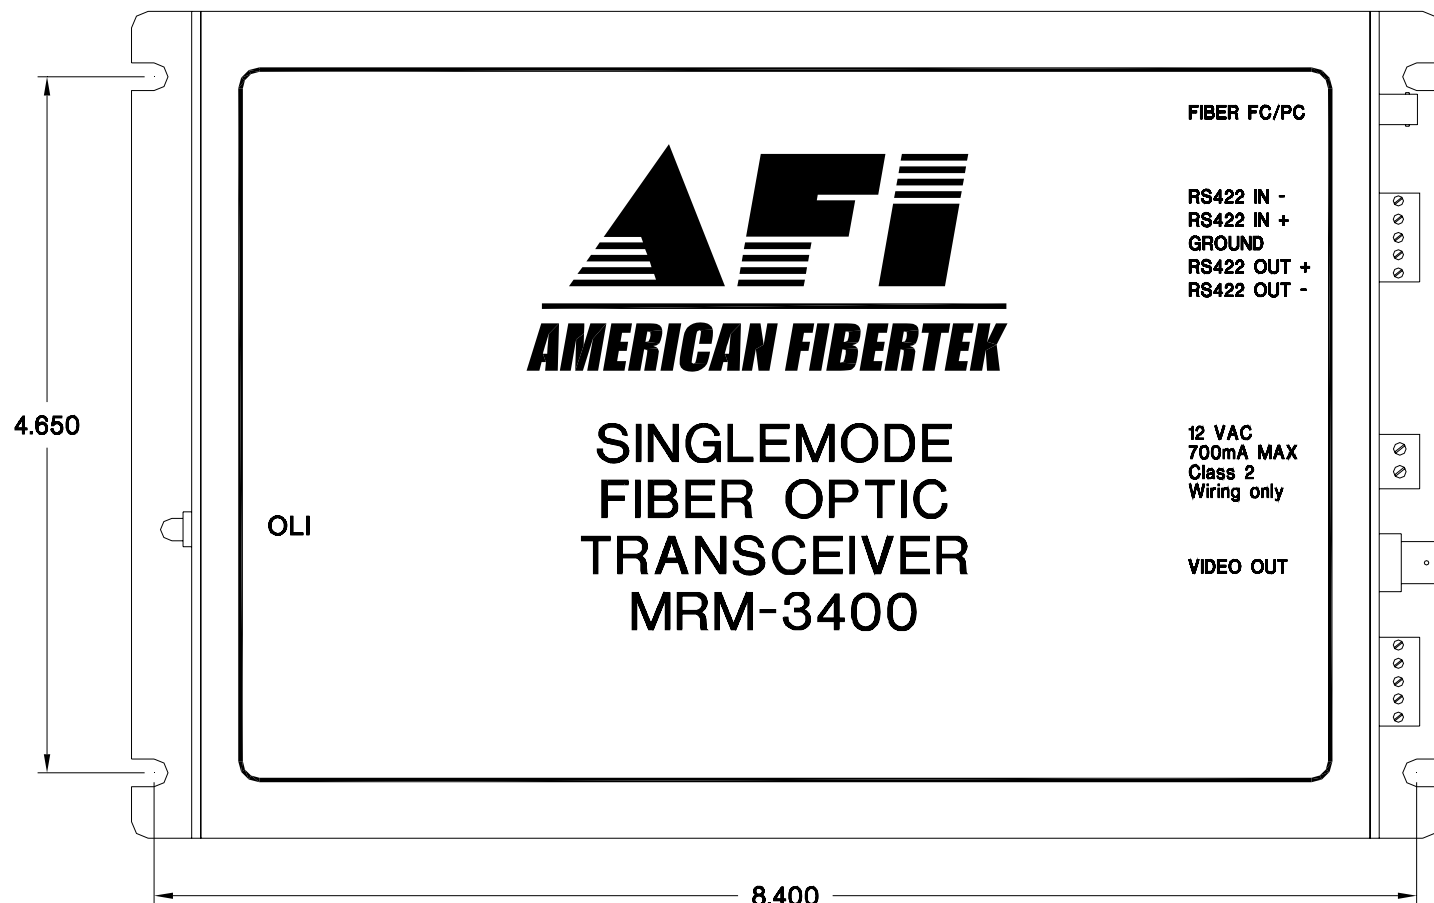 FIBER FC/PC
AFI
RS422 IN -
RS422 IN +
GROUND
RS422 OUT +
RS422 OUT -
AMERICAN FIBERTEK
4.650
SINGLEMODE
FIBER OPTIC
TRANSCEIVER
MRM-3400
12 VAC
700mA MAX
Class 2
Wiring only
OLI
VIDEO OUT
8.400